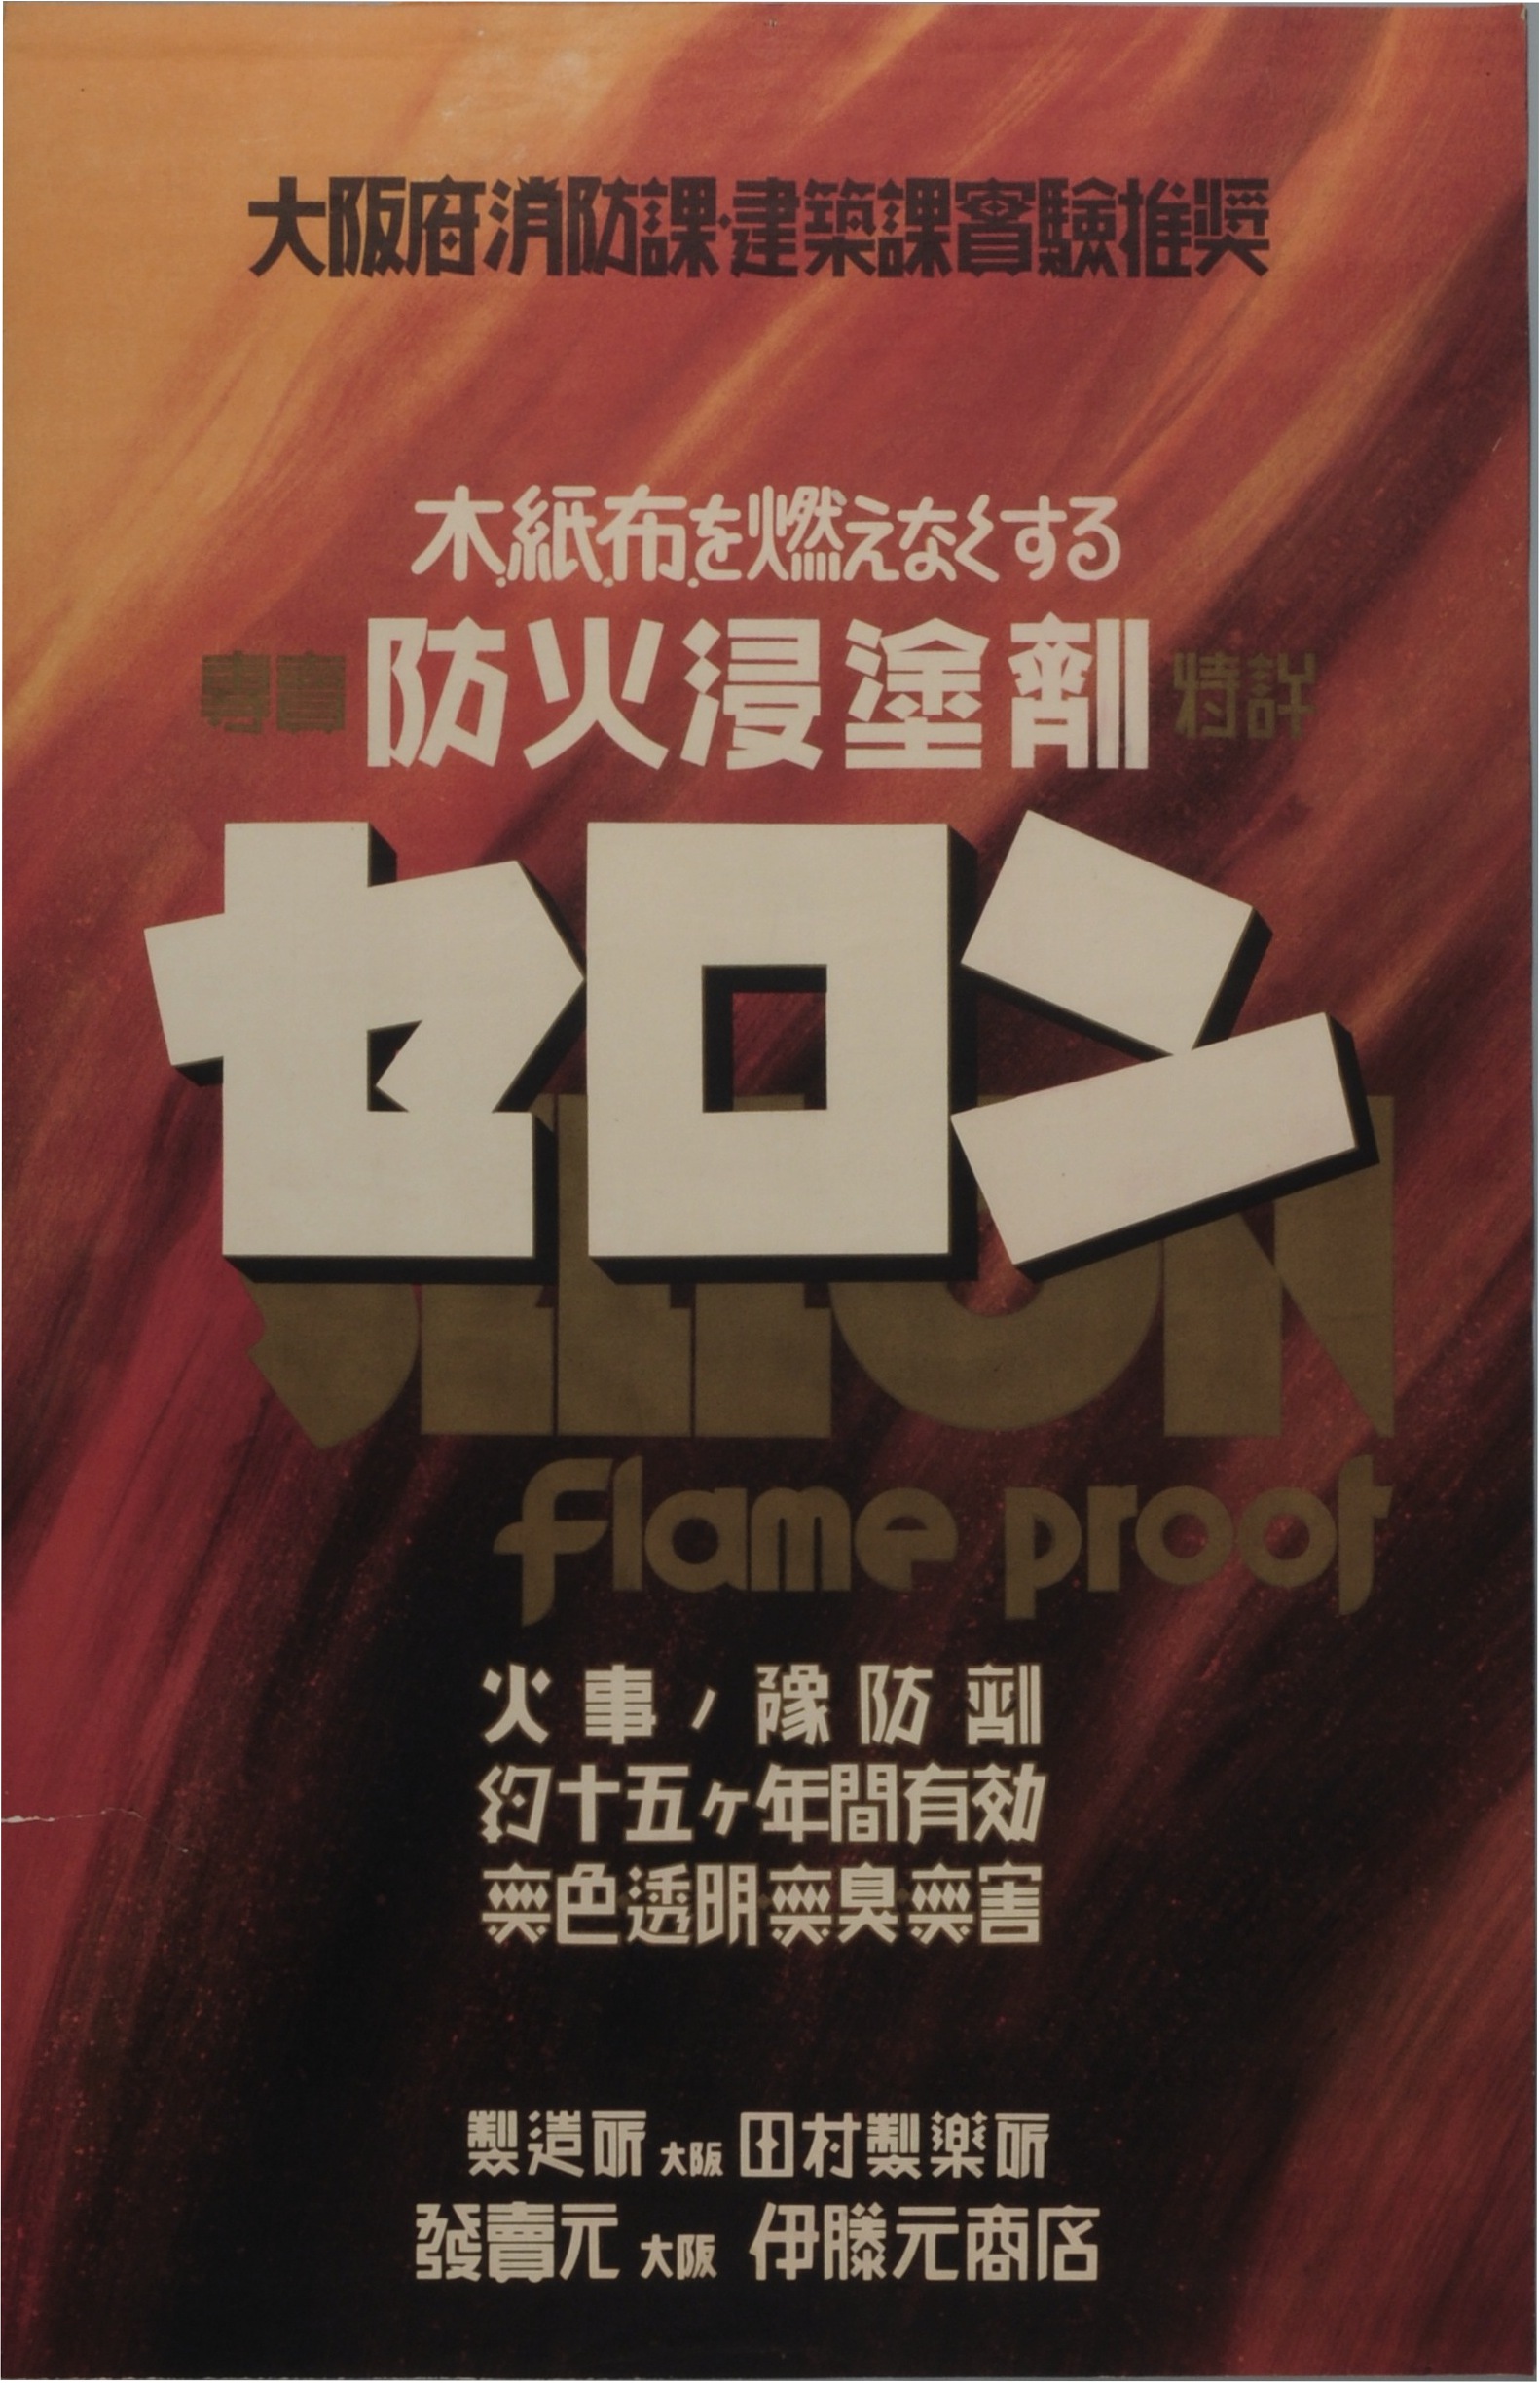 大阪府消防課・建築課實驗推奨
木.紙.布.を燃えなくする
專賣 防火浸塗劑 特許
セロン
flame proof
火事ノ豫防劑
約十五ヶ年間有効
無色透明・無臭・無害
製造所 大阪 田村製薬所
發賣元 大阪 伊藤元商店